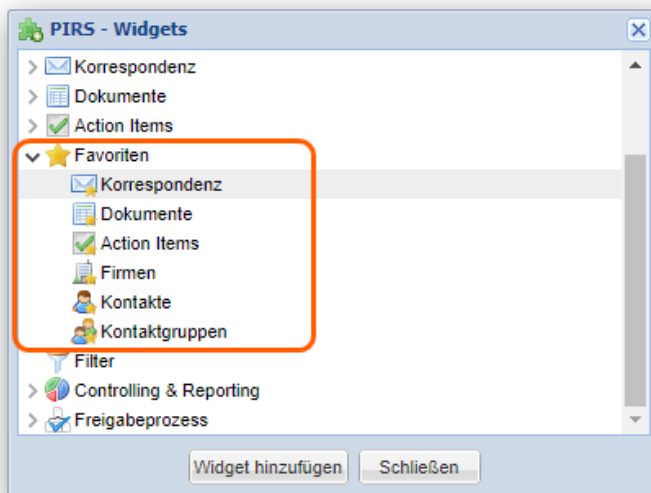 PIRS - Widgets
Korrespondenz
Dokumente
Action Items
Favoriten
Korrespondenz
Dokumente
Action Items
Firmen
Kontakte
Kontaktgruppen
Filter
Controlling & Reporting
Freigabeprozess
Widget hinzufügen Schließen